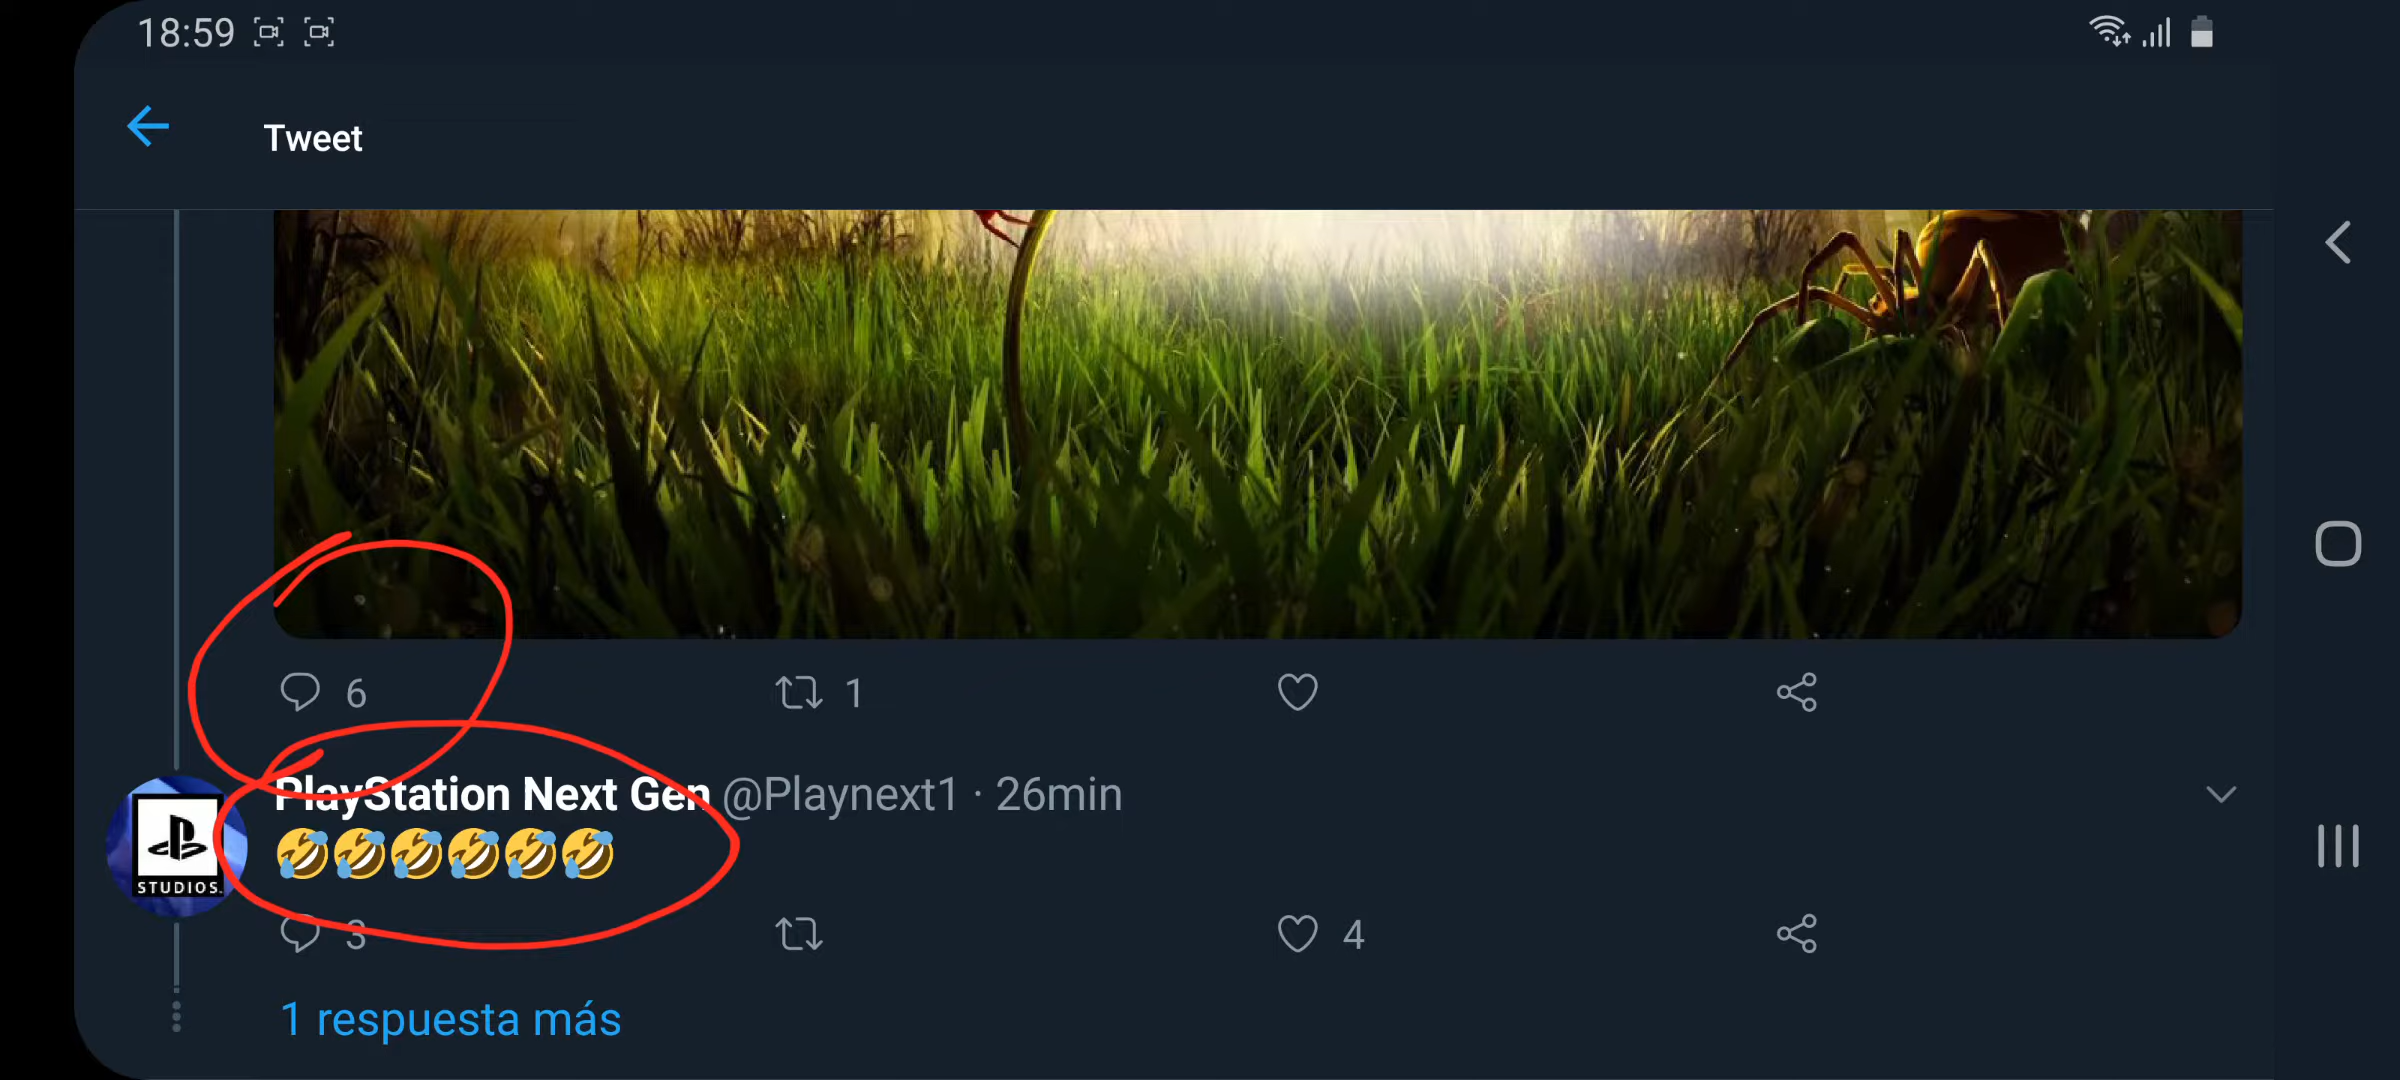 18:59
Tweet
6
1
PlayStation Next Gen @Playnext1 · 26min
🤣🤣🤣🤣🤣🤣
STUDIOS.
3
4
1 respuesta más